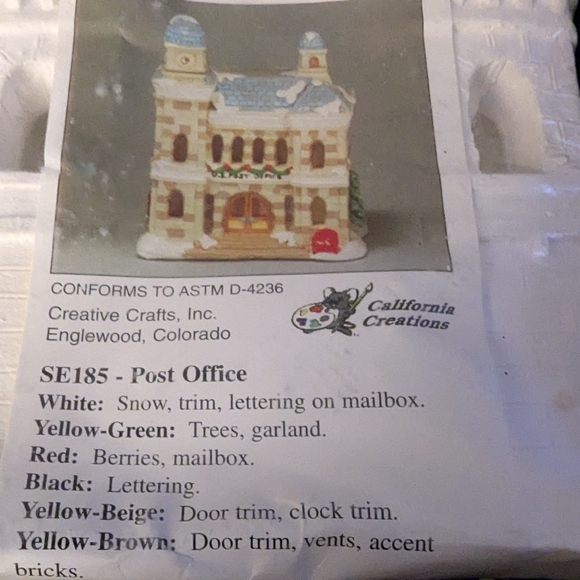 U.S. POST OFFICE
CONFORMS TO ASTM D-4236
Creative Crafts, Inc.
Englewood, Colorado
California
Creations
SE185 - Post Office
White: Snow, trim, lettering on mailbox.
Yellow-Green: Trees, garland.
Red: Berries, mailbox.
Black: Lettering.
Yellow-Beige: Door trim, clock trim.
Yellow-Brown: Door trim, vents, accent
bricks.